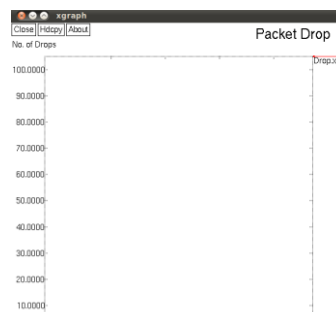 xgraph
Close Hdcpy About
Packet Drop
No. of Drops
100.0000
90.0000
80.0000
70.0000
60.0000
50.0000
40.0000
30.0000
20.0000
10.0000
Drop.x